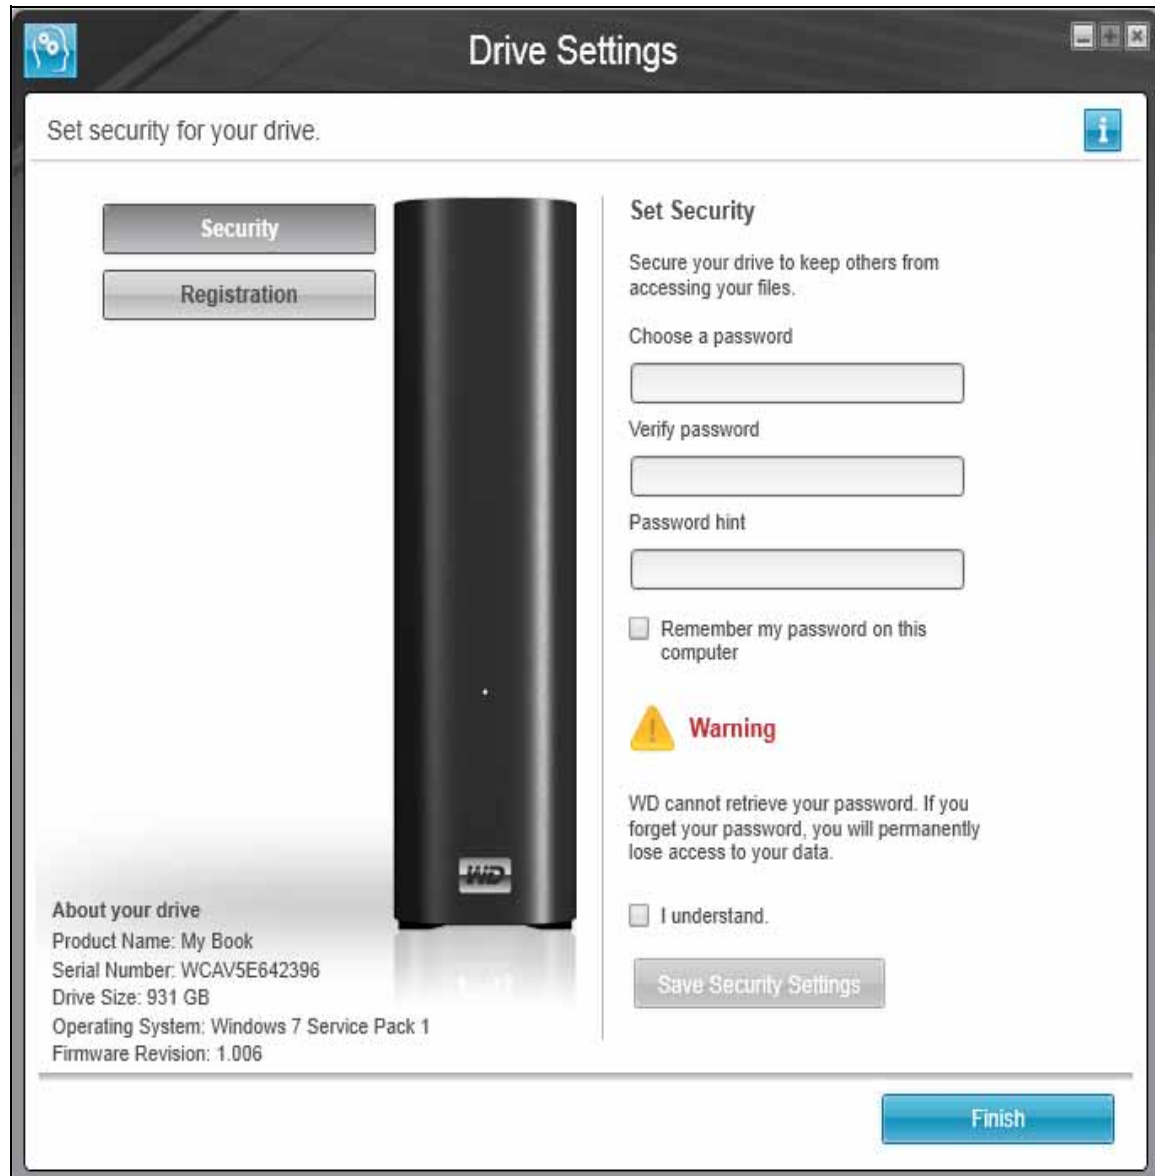 Drive Settings
Set security for your drive.
Security
Registration
WD
About your drive
Product Name: My Book
Serial Number: WCAV5E642396
Drive Size: 931 GB
Operating System: Windows 7 Service Pack 1
Firmware Revision: 1.006
Set Security
Secure your drive to keep others from
accessing your files.
Choose a password
Verify password
Password hint
Remember my password on this
computer
Warning
WD cannot retrieve your password. If you
forget your password, you will permanently
lose access to your data.
I understand.
Save Security Settings
Finish